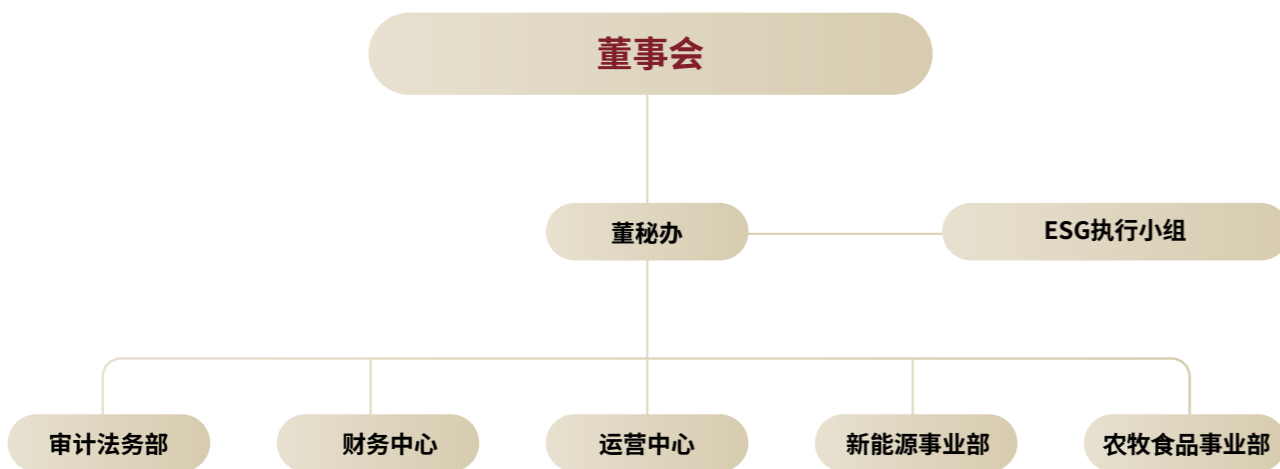 董事会
董秘办
ESG执行小组
审计法务部
财务中心
运营中心
新能源事业部
农牧食品事业部